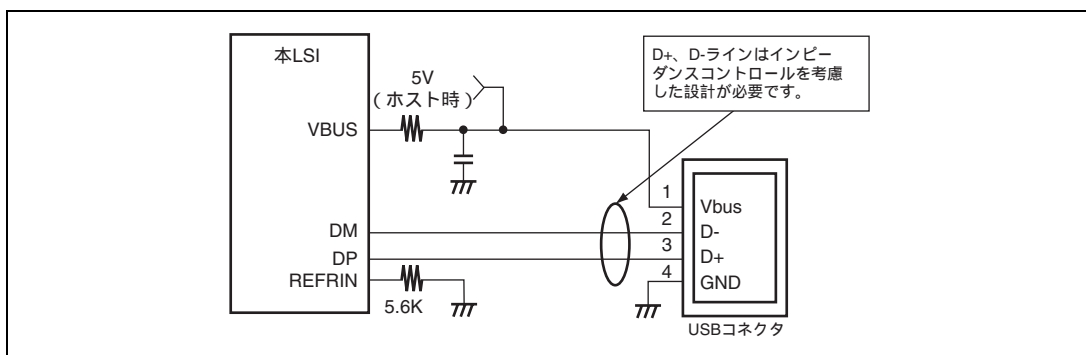 本LSI
5V
(ホスト時)
VBUS
DM
DP
REFRIN
5.6K
D+、D-ラインはインピー
ダンスコントロールを考慮
した設計が必要です。
1
Vbus
2
D-
3
D+
4
GND
USBコネクタ